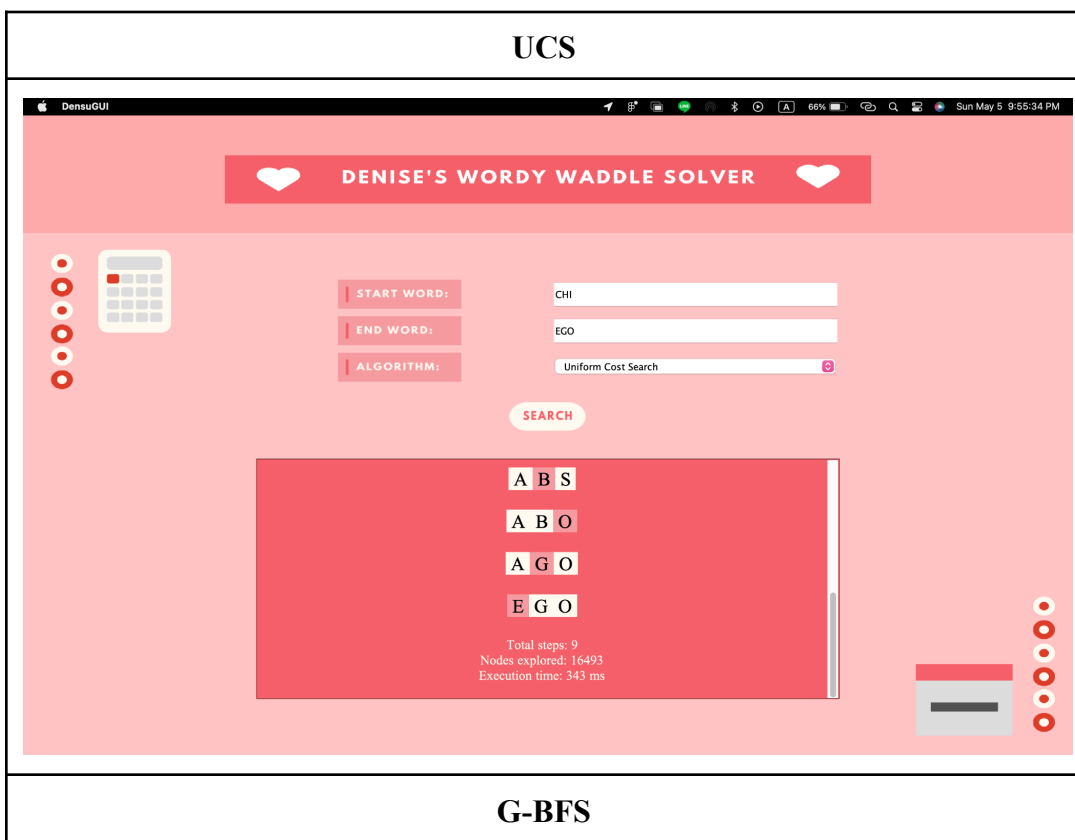 UCS
DensuGUI
A 66% Sun May 5 9:55:34 PM
DENISE'S WORDY WADDLE SOLVER
START WORD: CHI
END WORD: EGO
ALGORITHM: Uniform Cost Search
SEARCH
A B S
A B O
A G O
E G O
Total steps: 9
Nodes explored: 16493
Execution time: 343 ms
G-BFS